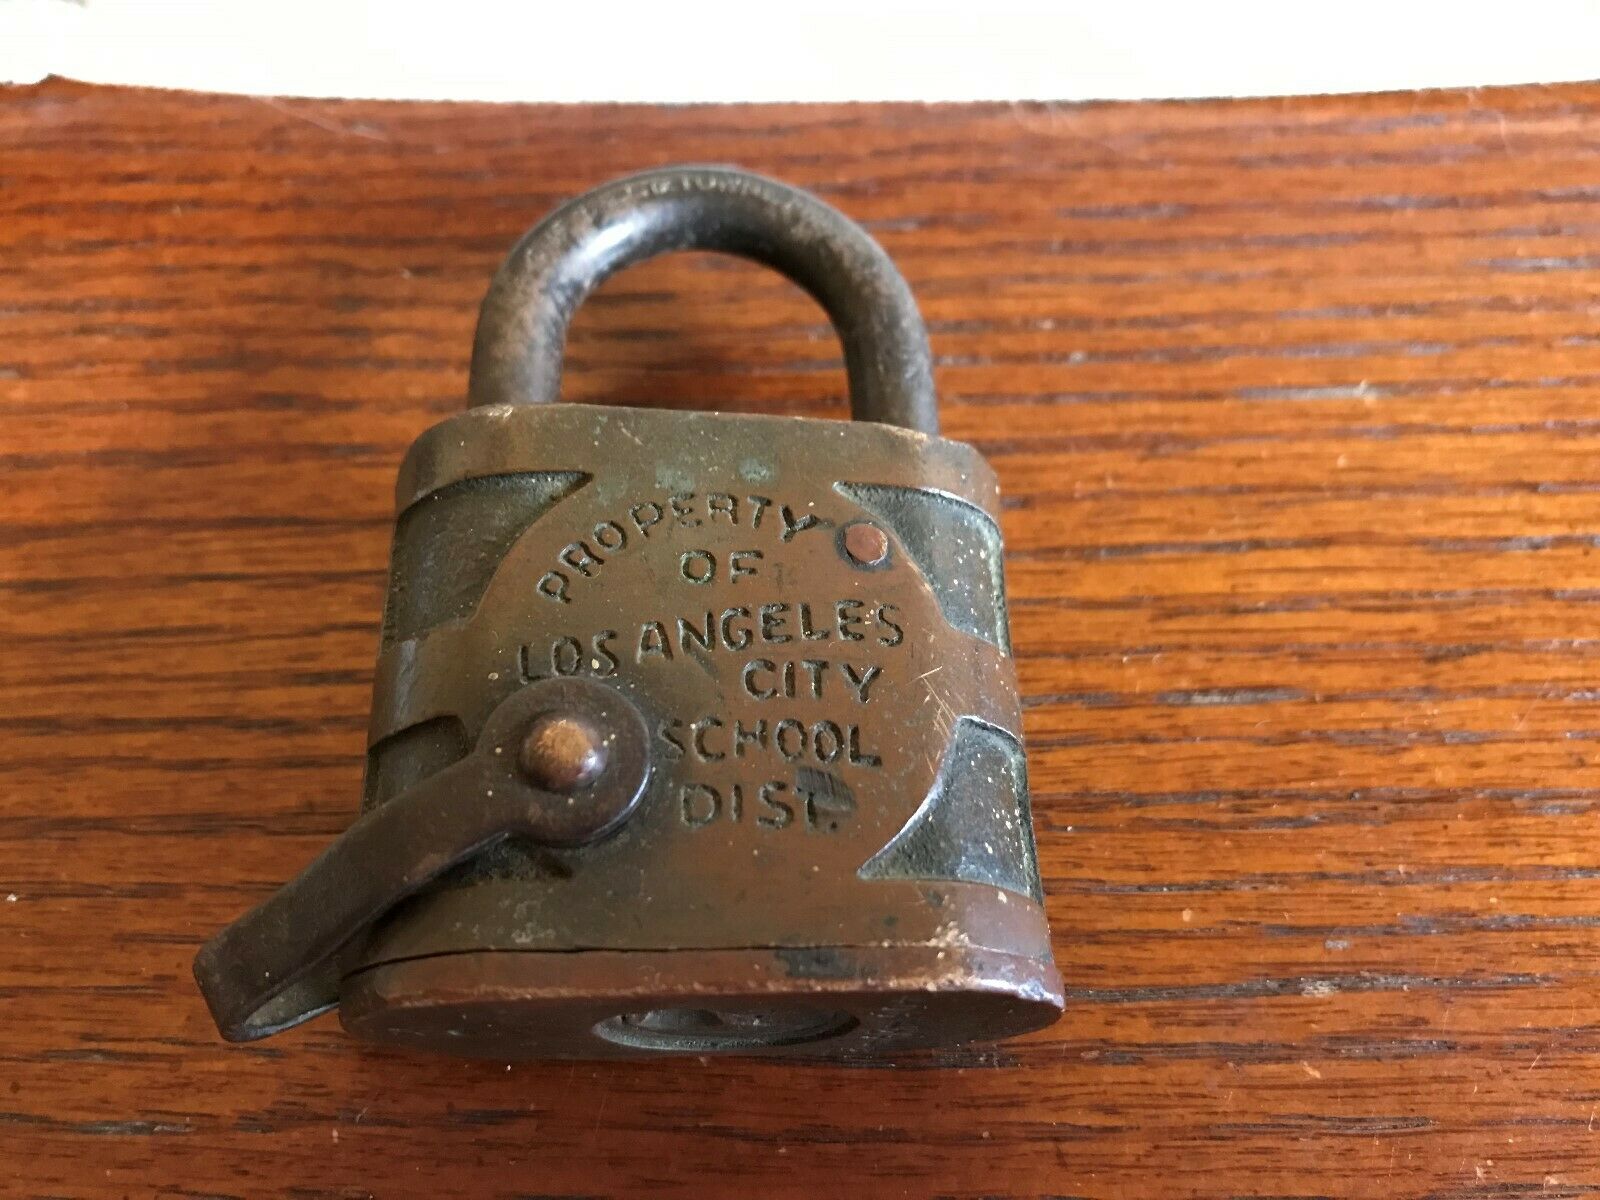 PROPERTY
OF
LOS ANGELES
CITY
SCHOOL
DIST.